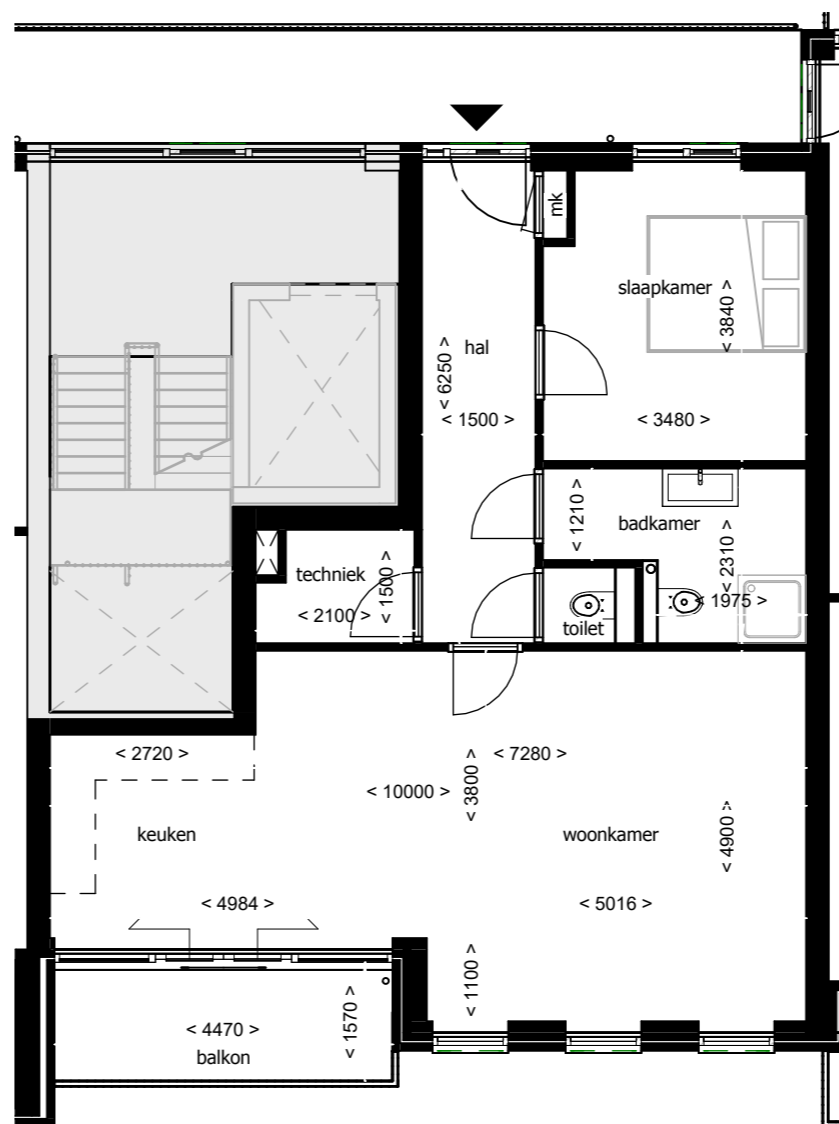 mk
slaapkamer
< 3840 >
hal
< 6250 >
< 1500 >
< 3480 >
< 1210 >
badkamer
< 2310 >
techniek
< 1500 >
< 2100 >
< 1975 >
toilet
< 2720 >
< 7280 >
< 3800 >
< 10000 >
keuken
woonkamer
< 4900 >
< 4984 >
< 5016 >
< 1100 >
< 4470 >
< 1570 >
balkon